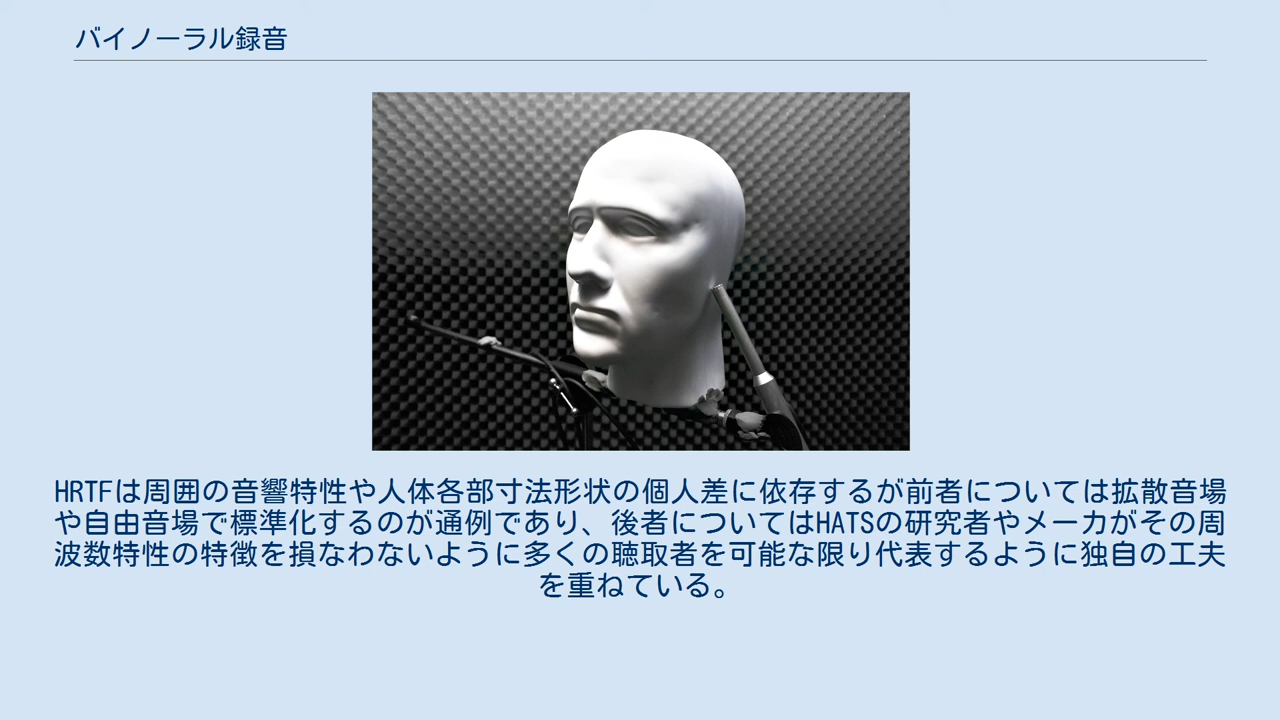 バイノーラル録音
HRTFは周囲の音響特性や人体各部寸法形状の個人差に依存するが前者については拡散音場
や自由音場で標準化するのが通例であり、後者についてはHATSの研究者やメーカがその周
波数特性の特徴を損なわないように多くの聴取者を可能な限り代表するように独自の工夫
を重ねている。